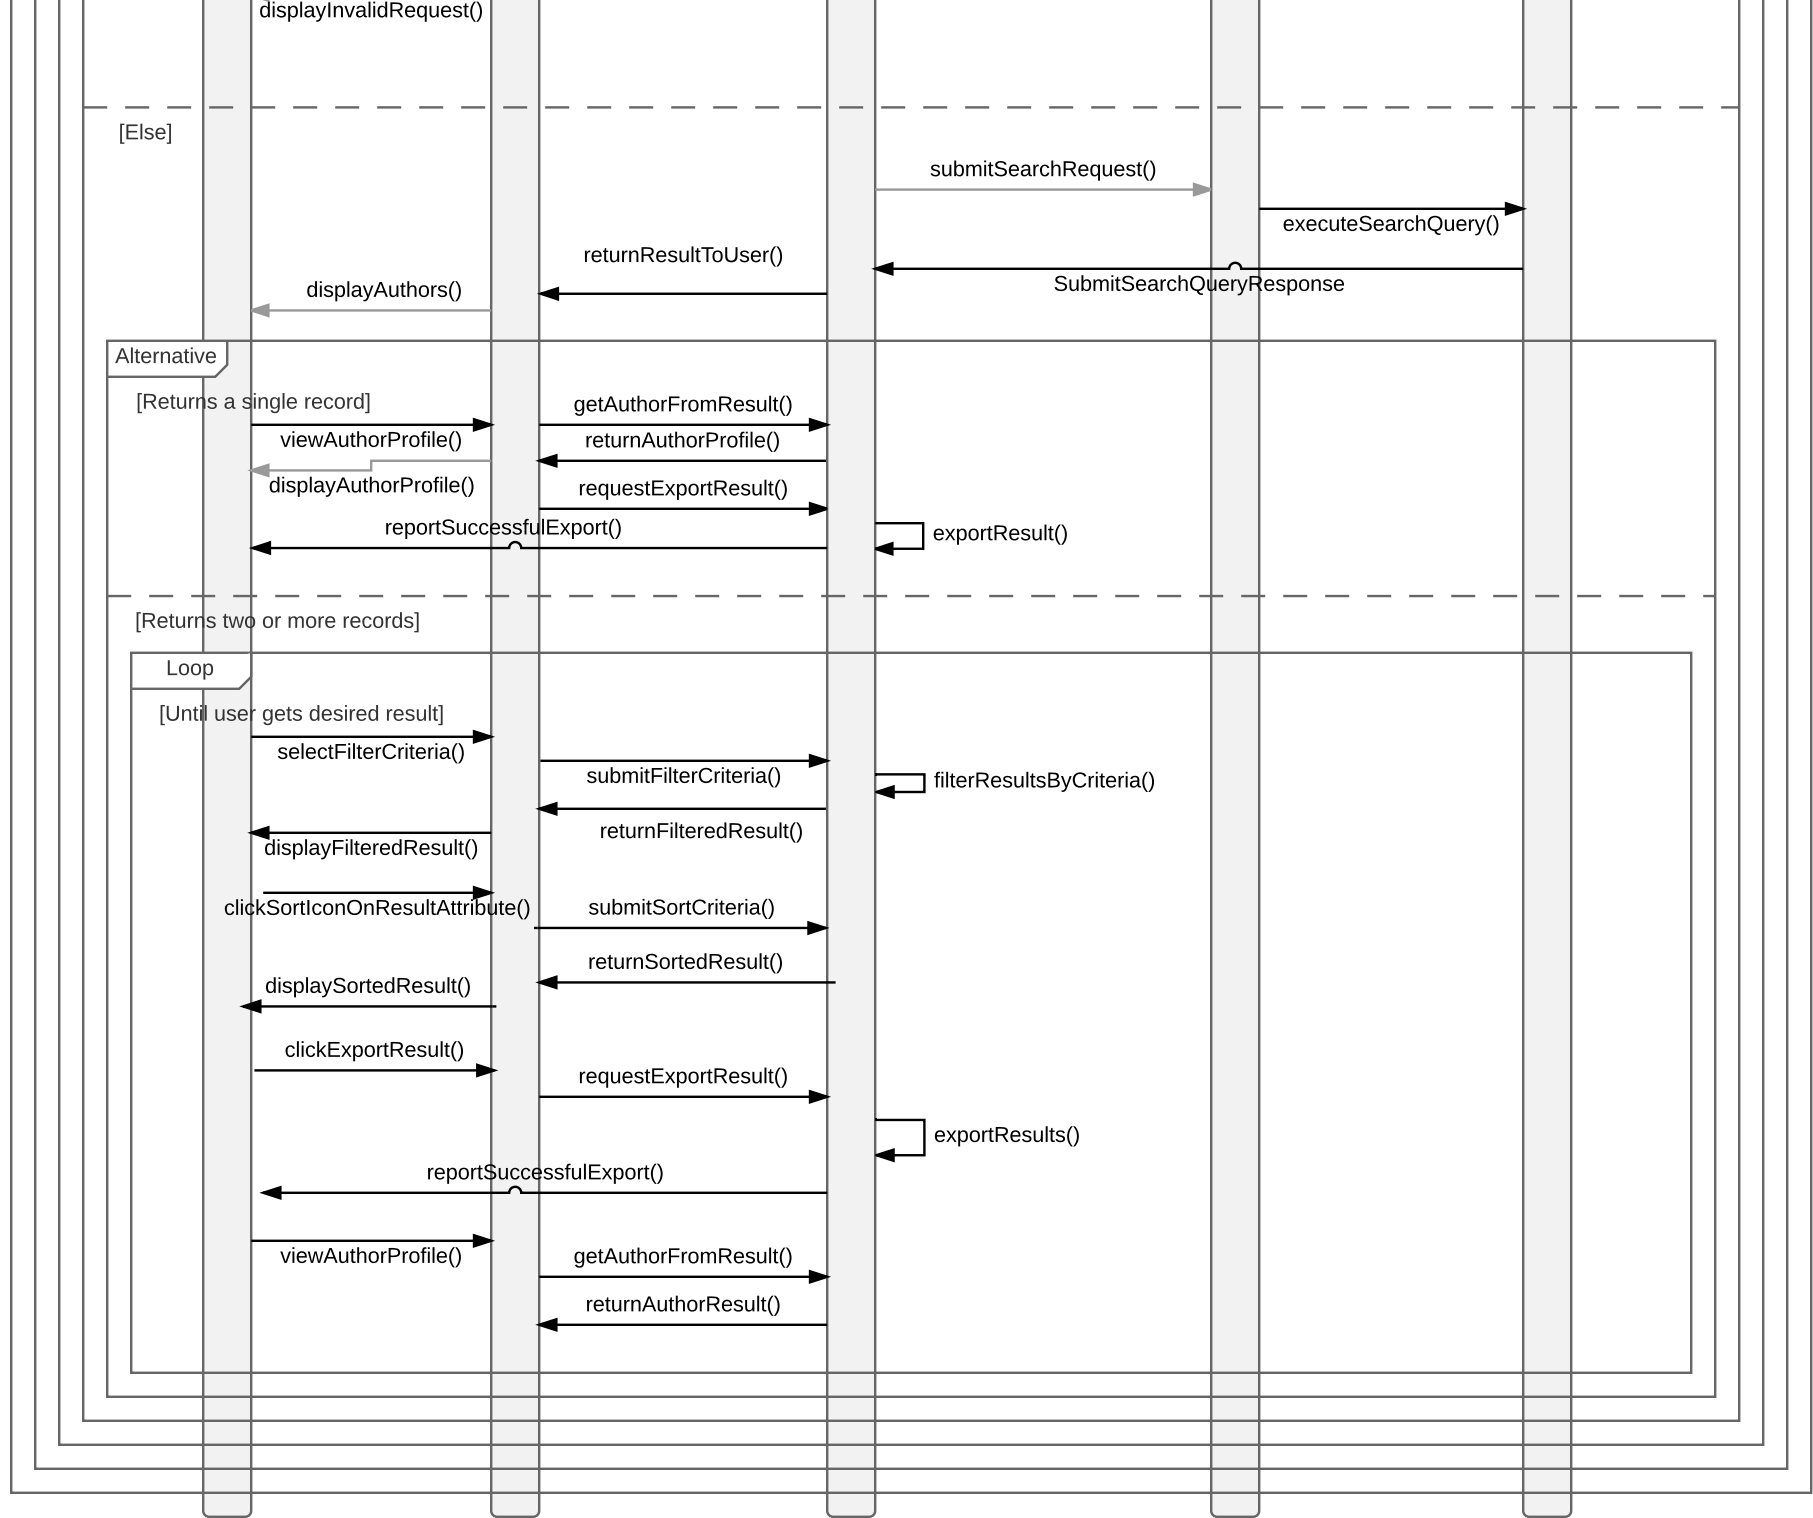 displayInvalidRequest()
[Else]
submitSearchRequest()
executeSearchQuery()
returnResultToUser()
SubmitSearchQueryResponse
displayAuthors()
Alternative
[Returns a single record]
getAuthorFromResult()
viewAuthorProfile()
returnAuthorProfile()
displayAuthorProfile()
requestExportResult()
reportSuccessfulExport()
exportResult()
[Returns two or more records]
Loop
[Until user gets desired result]
selectFilterCriteria()
submitFilterCriteria()
filterResultsByCriteria()
returnFilteredResult()
displayFilteredResult()
clickSortIconOnResultAttribute()
submitSortCriteria()
returnSortedResult()
displaySortedResult()
clickExportResult()
requestExportResult()
exportResults()
reportSuccessfulExport()
viewAuthorProfile()
getAuthorFromResult()
returnAuthorResult()